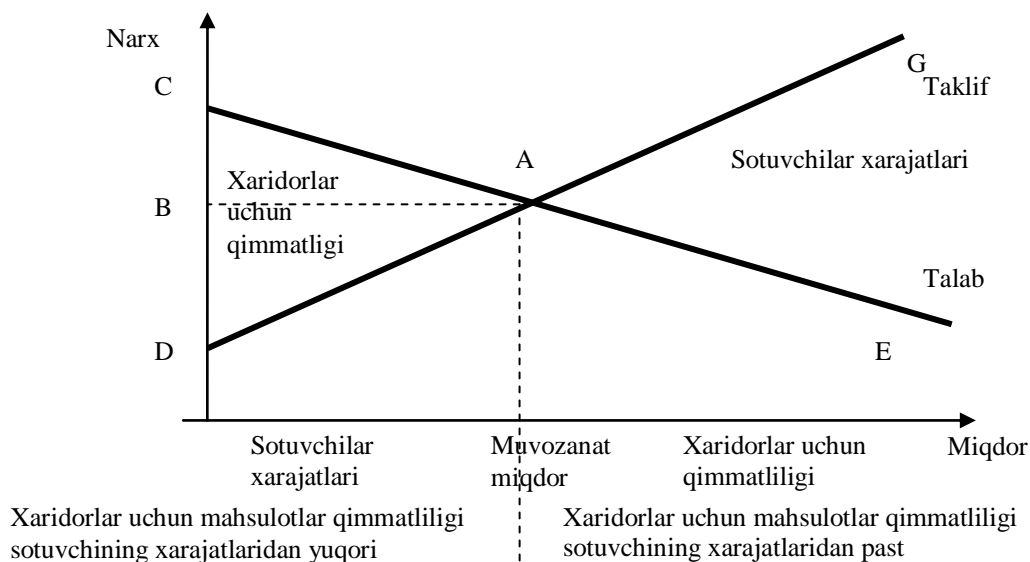 Narx
C
G
Taklif
A
Sotuvchilar xarajatlari
Xaridorlar
uchun
qimmatligi
B
Talab
D
E
Sotuvchilar
xarajatlari
Muvozanat
miqdor
Xaridorlar uchun
qimmatliligi
Miqdor
Xaridorlar uchun mahsulotlar qimmatliligi
sotuvchining xarajatlaridan yuqori
Xaridorlar uchun mahsulotlar qimmatliligi
sotuvchining xarajatlaridan past